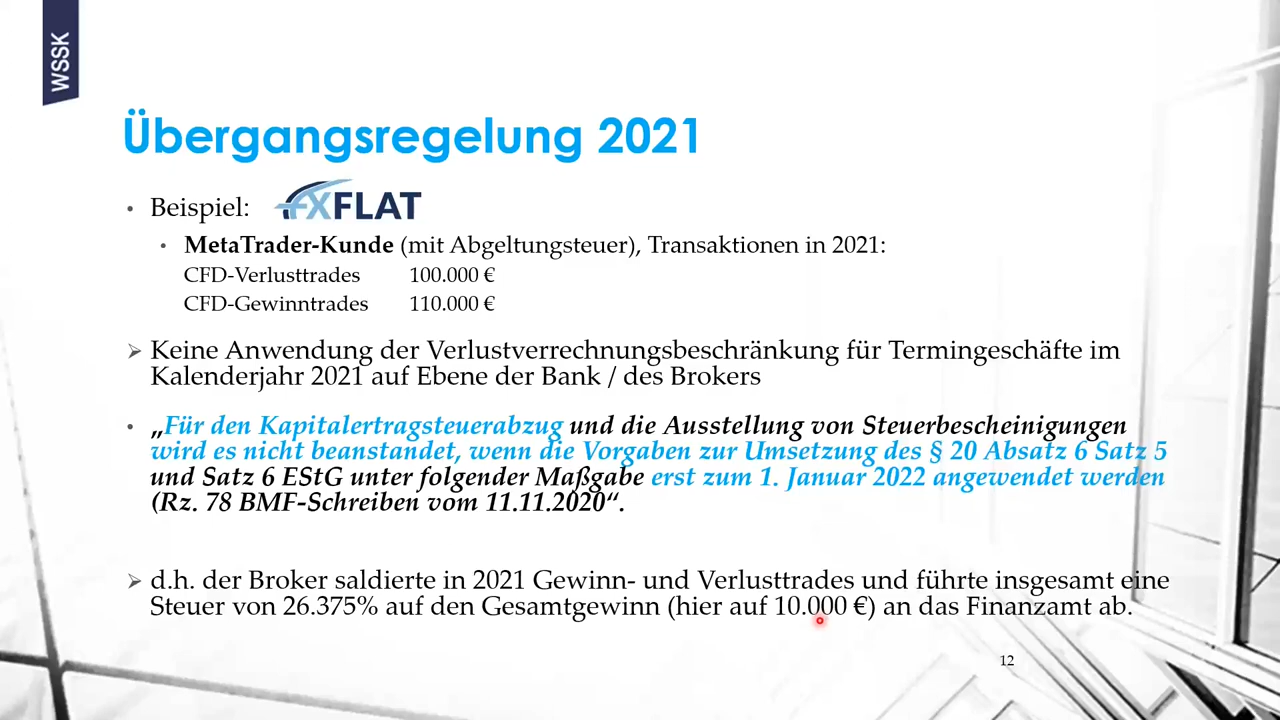 WSSK
Übergangsregelung 2021
• Beispiel: FXFLAT
• MetaTrader-Kunde (mit Abgeltungsteuer), Transaktionen in 2021:
CFD-Verlusttrades 100.000 €
CFD-Gewinntrades 110.000 €
➢ Keine Anwendung der Verlustverrechnungsbeschränkung für Termingeschäfte im
Kalenderjahr 2021 auf Ebene der Bank / des Brokers
• „Für den Kapitalertragsteuerabzug und die Ausstellung von Steuerbescheinigungen
wird es nicht beanstandet, wenn die Vorgaben zur Umsetzung des § 20 Absatz 6 Satz 5
und Satz 6 EStG unter folgender Maßgabe erst zum 1. Januar 2022 angewendet werden
(Rz. 78 BMF-Schreiben vom 11.11.2020“.
➢ d.h. der Broker saldierte in 2021 Gewinn- und Verlusttrades und führte insgesamt eine
Steuer von 26.375% auf den Gesamtgewinn (hier auf 10.000 €) an das Finanzamt ab.
12